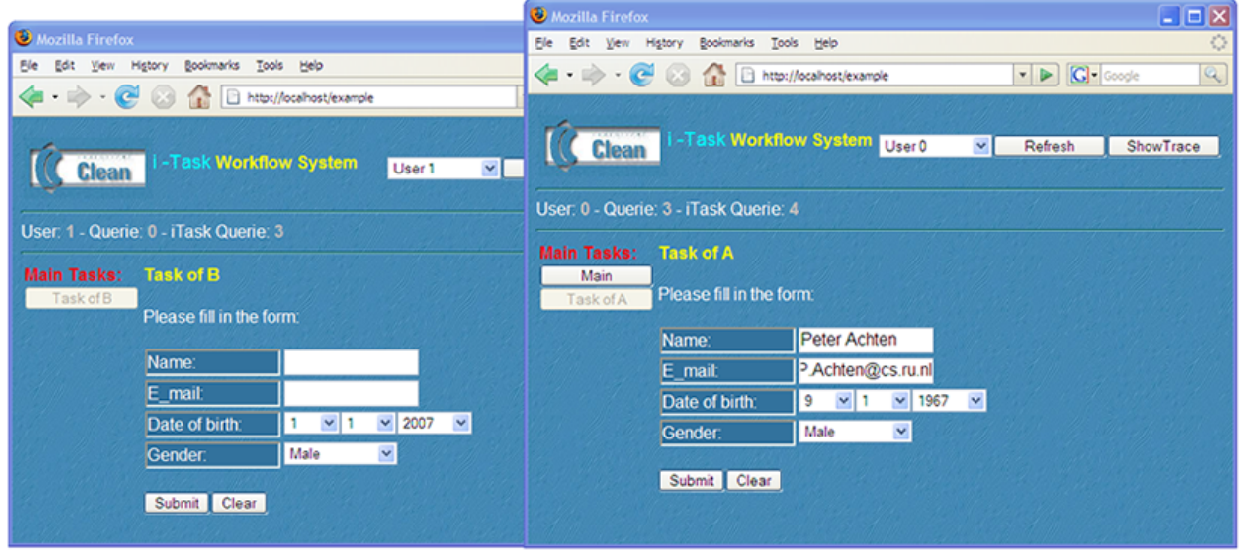 Mozilla Firefox
File Edit View History Bookmarks Tools Help
http://localhost/example
Clean
i -Task Workflow System
User 1
User: 1 - Querie: 0 - iTask Querie: 3
Main Tasks:
Task of B
Task of B
Please fill in the form:
Name:
E_mail:
Date of birth: 1 1 2007
Gender: Male
Submit Clear
Mozilla Firefox
File Edit View History Bookmarks Tools Help
http://localhost/example
G Google
Clean
i -Task Workflow System
User 0 Refresh ShowTrace
User: 0 - Querie: 3 - iTask Querie: 4
Main Tasks:
Main
Task of A
Task of A
Please fill in the form:
Name: Peter Achten
E_mail: P.Achten@cs.ru.nl
Date of birth: 9 1 1967
Gender: Male
Submit Clear